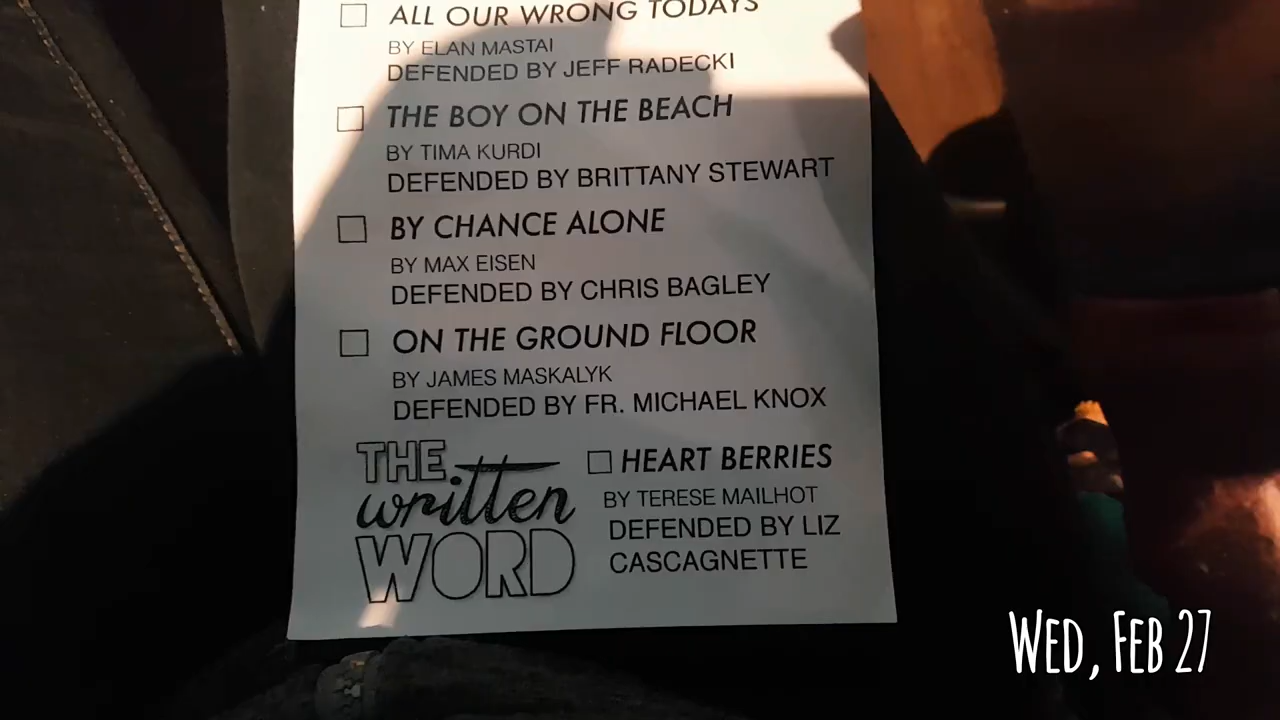 ALL OUR WRONG TODAYS
BY ELAN MASTAI
DEFENDED BY JEFF RADECKI
THE BOY ON THE BEACH
BY TIMA KURDI
DEFENDED BY BRITTANY STEWART
BY CHANCE ALONE
BY MAX EISEN
DEFENDED BY CHRIS BAGLEY
ON THE GROUND FLOOR
BY JAMES MASKALYK
DEFENDED BY FR. MICHAEL KNOX
THE
written
WORD
HEART BERRIES
BY TERESE MAILHOT
DEFENDED BY LIZ
CASCAGNETTE
WED, FEB 27